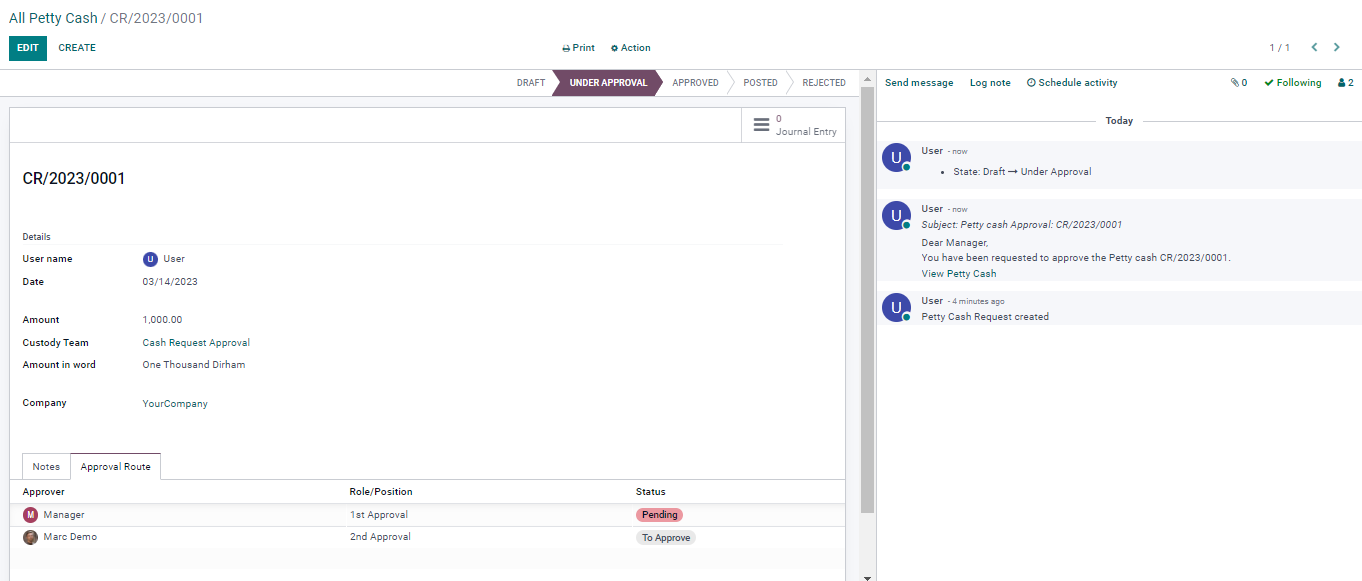 All Petty Cash / CR/2023/0001
EDIT CREATE Print Action 1 / 1
DRAFT UNDER APPROVAL APPROVED POSTED REJECTED
0
Journal Entry
CR/2023/0001
Details
User name U User
Date 03/14/2023
Amount 1,000.00
Custody Team Cash Request Approval
Amount in word One Thousand Dirham
Company YourCompany
Notes Approval Route
Approver Role/Position Status
M Manager 1st Approval Pending
Marc Demo 2nd Approval To Approve
Send message Log note Schedule activity 0 Following 2
Today
U User - now
• State: Draft → Under Approval
U User - now
Subject: Petty cash Approval: CR/2023/0001
Dear Manager,
You have been requested to approve the Petty cash CR/2023/0001.
View Petty Cash
U User - 4 minutes ago
Petty Cash Request created